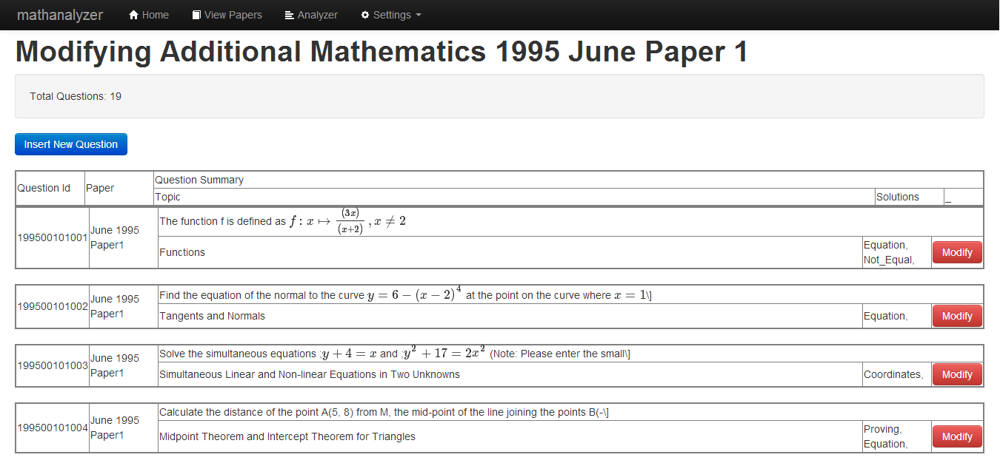 mathanalyzer Home View Papers Analyzer Settings
Modifying Additional Mathematics 1995 June Paper 1
Total Questions: 19
Insert New Question
Question Id Paper Question Summary
Topic Solutions _
199500101001 June 1995 Paper1 The function f is defined as f : x ↦ (3x)/(x+2) , x ≠ 2
Functions Equation, Not_Equal, Modify
199500101002 June 1995 Paper1 Find the equation of the normal to the curve y = 6 − (x − 2)^4 at the point on the curve where x = 1\]
Tangents and Normals Equation, Modify
199500101003 June 1995 Paper1 Solve the simultaneous equations ;y + 4 = x and ;y^2 + 17 = 2x^2 (Note: Please enter the small\]
Simultaneous Linear and Non-linear Equations in Two Unknowns Coordinates, Modify
199500101004 June 1995 Paper1 Calculate the distance of the point A(5, 8) from M, the mid-point of the line joining the points B(-\]
Midpoint Theorem and Intercept Theorem for Triangles Proving, Equation, Modify